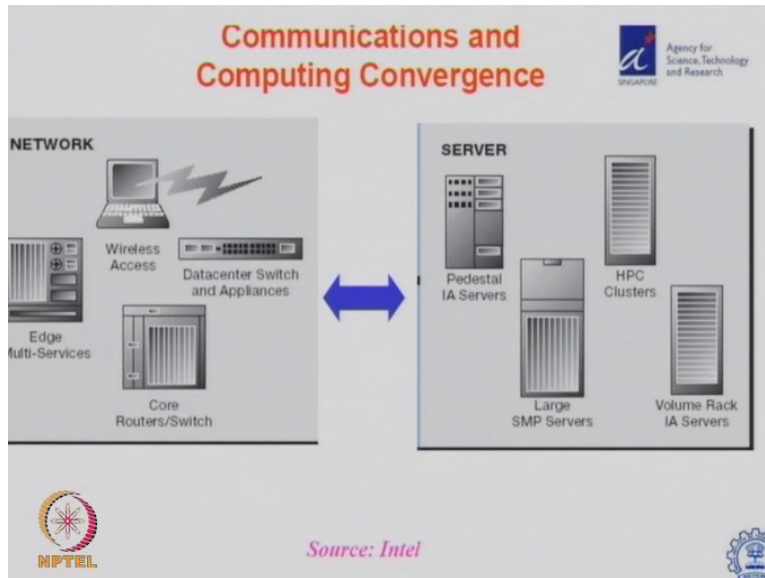 Communications and
Computing Convergence
Agency for
Science, Technology
and Research
SINGAPORE
NETWORK
Wireless
Access
Datacenter Switch
and Appliances
Edge
Multi-Services
Core
Routers/Switch
SERVER
Pedestal
IA Servers
HPC
Clusters
Large
SMP Servers
Volume Rack
IA Servers
Source: Intel
NPTEL